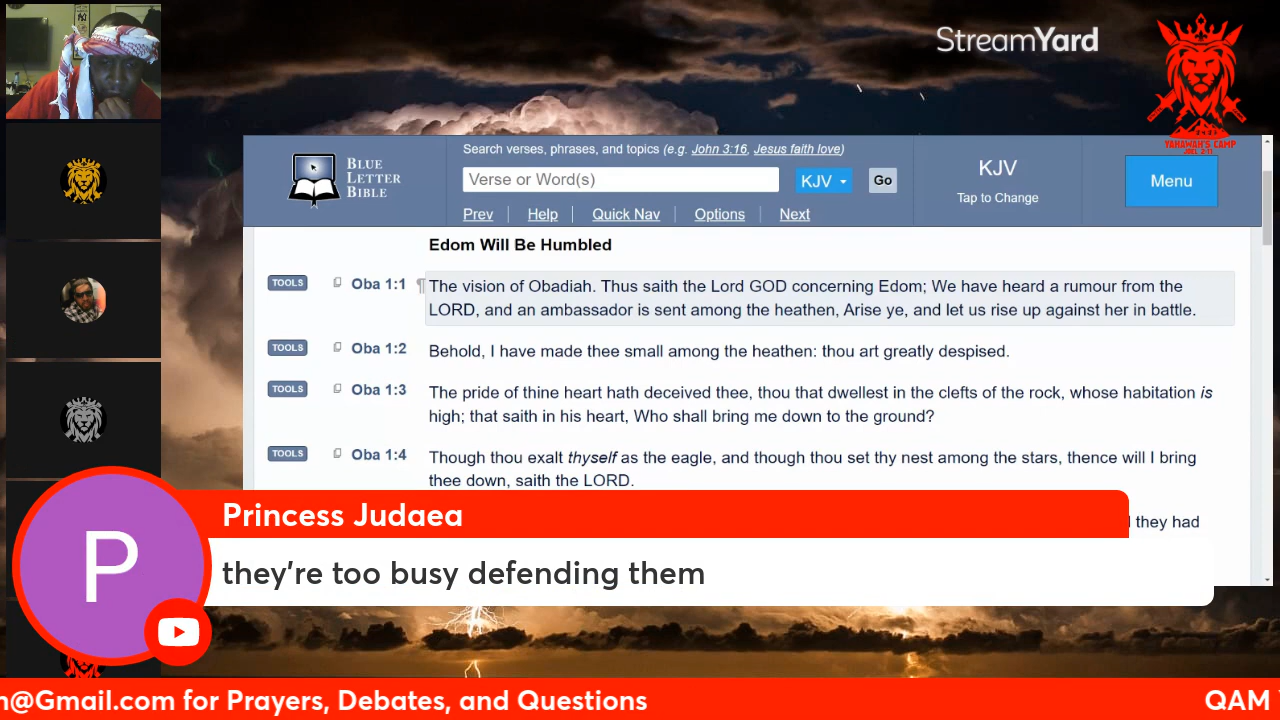 StreamYard
YAHAWAH'S CAMP
JOEL 2:11
BLUE
LETTER
BIBLE
Search verses, phrases, and topics (e.g. John 3:16, Jesus faith love)
Verse or Word(s)
KJV
Go
Prev
Help
Quick Nav
Options
Next
KJV
Tap to Change
Menu
Edom Will Be Humbled
TOOLS Oba 1:1 ¶ The vision of Obadiah. Thus saith the Lord GOD concerning Edom; We have heard a rumour from the
LORD, and an ambassador is sent among the heathen, Arise ye, and let us rise up against her in battle.
TOOLS Oba 1:2 Behold, I have made thee small among the heathen: thou art greatly despised.
TOOLS Oba 1:3 The pride of thine heart hath deceived thee, thou that dwellest in the clefts of the rock, whose habitation is
high; that saith in his heart, Who shall bring me down to the ground?
TOOLS Oba 1:4 Though thou exalt thyself as the eagle, and though thou set thy nest among the stars, thence will I bring
thee down, saith the LORD.
they had
P
Princess Judaea
they're too busy defending them
@Gmail.com for Prayers, Debates, and Questions
QAM